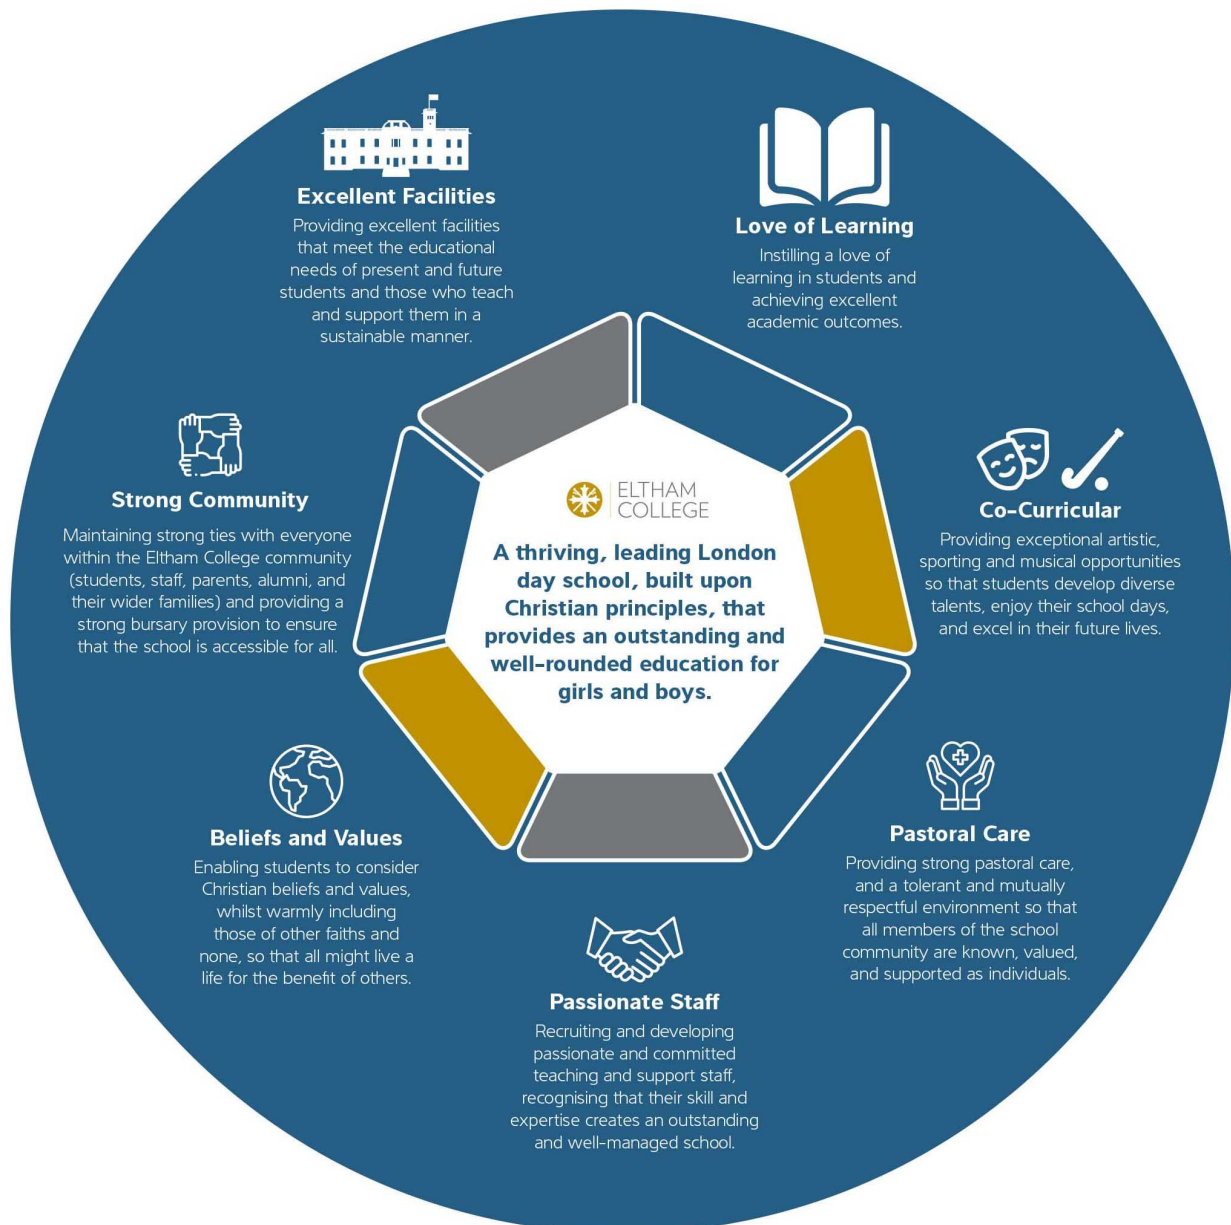 Excellent Facilities
Providing excellent facilities
that meet the educational
needs of present and future
students and those who teach
and support them in a
sustainable manner.
Love of Learning
Instilling a love of
learning in students and
achieving excellent
academic outcomes.
Strong Community
Maintaining strong ties with everyone
within the Eltham College community
(students, staff, parents, alumni, and
their wider families) and providing a
strong bursary provision to ensure
that the school is accessible for all.
ELTHAM
COLLEGE
A thriving, leading London
day school, built upon
Christian principles, that
provides an outstanding and
well-rounded education for
girls and boys.
Co-Curricular
Providing exceptional artistic,
sporting and musical opportunities
so that students develop diverse
talents, enjoy their school days,
and excel in their future lives.
Beliefs and Values
Enabling students to consider
Christian beliefs and values,
whilst warmly including
those of other faiths and
none, so that all might live a
life for the benefit of others.
Pastoral Care
Providing strong pastoral care,
and a tolerant and mutually
respectful environment so that
all members of the school
community are known, valued,
and supported as individuals.
Passionate Staff
Recruiting and developing
passionate and committed
teaching and support staff,
recognising that their skill and
expertise creates an outstanding
and well-managed school.